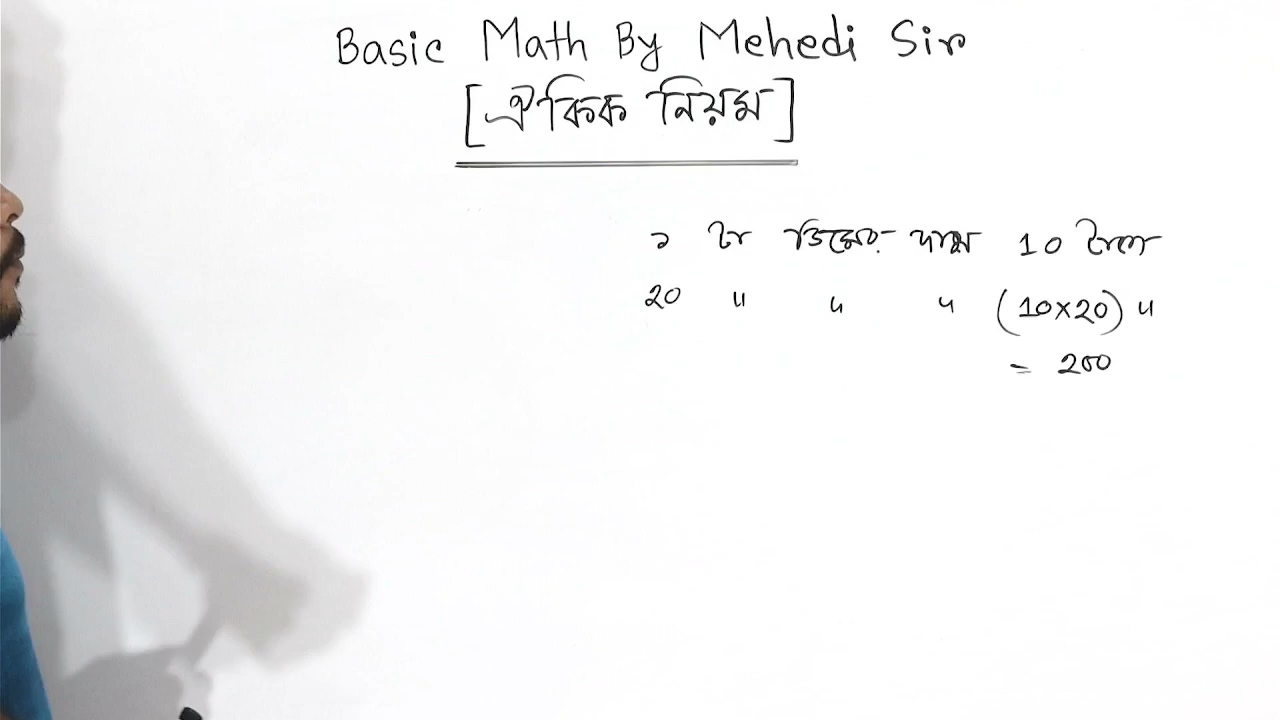 Basic Math By Mehedi Sir
[ঐকিক নিয়ম]
১ টা ডিমের দাম 10 টাকা
20 " " " (10×20) "
= 200